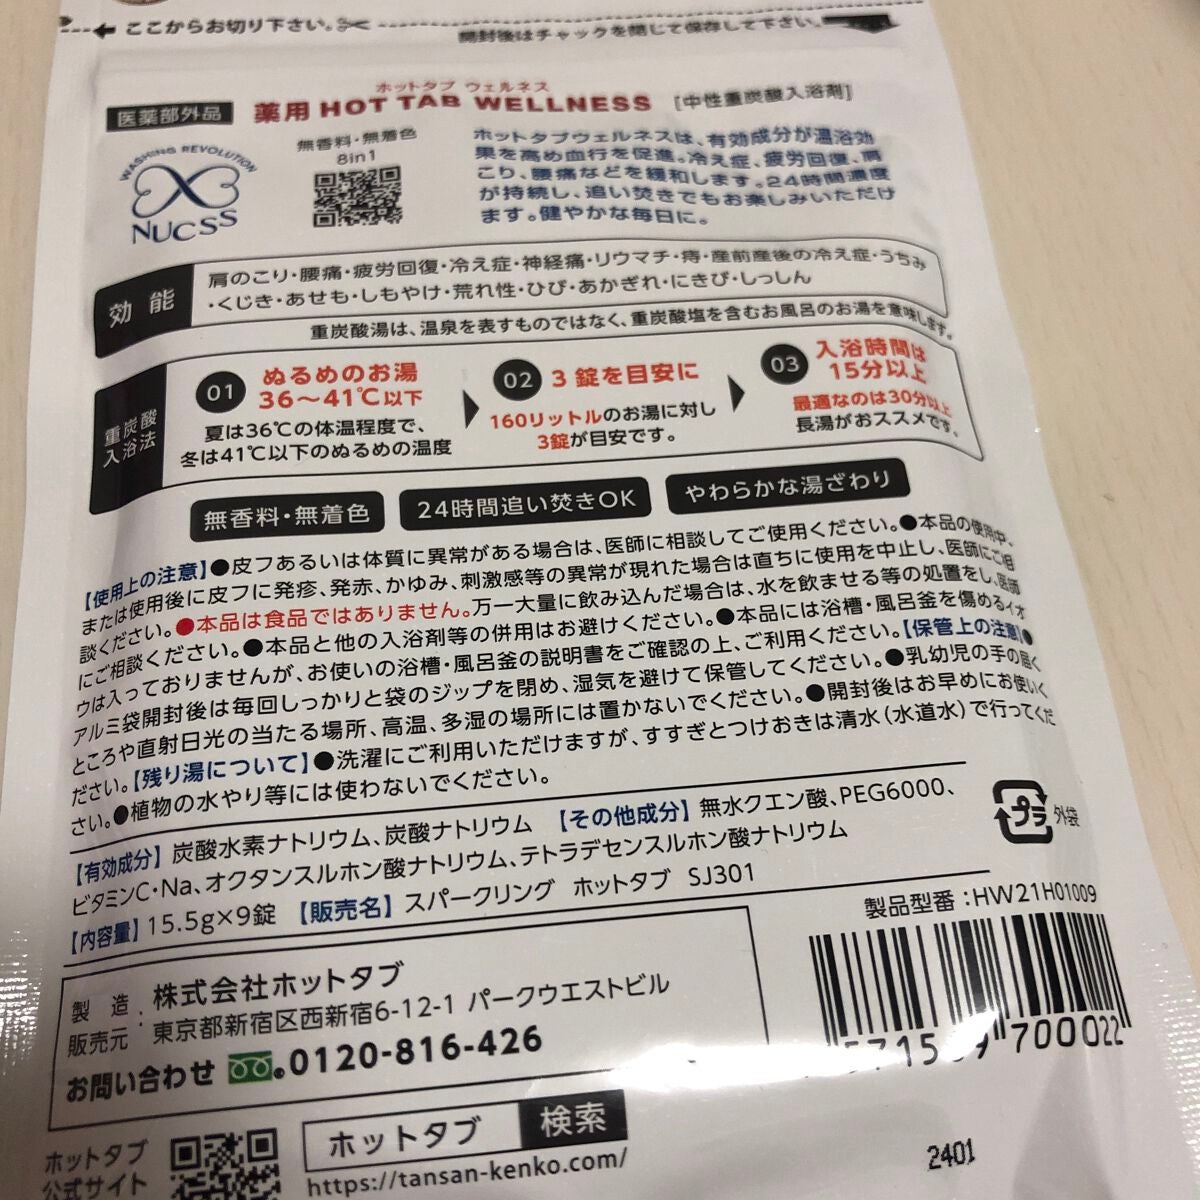 ここからお切り下さい。
開封後はチャックを閉じて保存して下さい。
ホットタブ ウェルネス
医薬部外品 薬用 HOT TAB WELLNESS [中性重炭酸入浴剤]
WASHING REVOLUTION
NUCSS
無香料・無着色
8in1
ホットタブウェルネスは、有効成分が温浴効
果を高め血行を促進。冷え症、疲労回復、肩
こり、腰痛などを緩和します。24時間濃度
が持続し、追い焚きでもお楽しみいただけ
ます。健やかな毎日に。
効能
肩のこり・腰痛・疲労回復・冷え症・神経痛・リウマチ・痔・産前産後の冷え症・うちみ
・くじき・あせも・しもやけ・荒れ性・ひび・あかぎれ・にきび・しっしん
重炭酸湯は、温泉を表すものではなく、重炭酸塩を含むお風呂のお湯を意味します。
重炭酸
入浴法
01 ぬるめのお湯
36〜41℃以下
夏は36℃の体温程度で、
冬は41℃以下のぬるめの温度
02 3錠を目安に
160リットルのお湯に対し
3錠が目安です。
03 入浴時間は
15分以上
最適なのは30分以上
長湯がおススメです。
無香料・無着色 24時間追い焚きOK やわらかな湯ざわり
【使用上の注意】●皮フあるいは体質に異常がある場合は、医師に相談してご使用ください。●本品の使用中、
または使用後に皮フに発疹、発赤、かゆみ、刺激感等の異常が現れた場合は直ちに使用を中止し、医師にご相
談ください。●本品は食品ではありません。万一大量に飲み込んだ場合は、水を飲ませる等の処置をし、医師
にご相談ください。●本品と他の入浴剤等の併用はお避けください。●本品には浴槽・風呂釜を傷めるイオ
ウは入っておりませんが、お使いの浴槽・風呂釜の説明書をご確認の上、ご利用ください。【保管上の注意】●
アルミ袋開封後は毎回しっかりと袋のジップを閉め、湿気を避けて保管してください。●乳幼児の手の届く
ところや直射日光の当たる場所、高温、多湿の場所には置かないでください。●開封後はお早めにお使いく
ださい。【残り湯について】●洗濯にご利用いただけますが、すすぎとつけおきは清水(水道水)で行ってくだ
さい。●植物の水やり等には使わないでください。
【有効成分】炭酸水素ナトリウム、炭酸ナトリウム 【その他成分】無水クエン酸、PEG6000、
ビタミンC・Na、オクタンスルホン酸ナトリウム、テトラデセンスルホン酸ナトリウム
【内容量】15.5g×9錠 【販売名】スパークリング ホットタブ SJ301
プラ 外袋
製品型番：HW21H01009
製造
販売元：株式会社ホットタブ
東京都新宿区西新宿6-12-1 パークウエストビル
お問い合わせ 0120-816-426
700022
ホットタブ
公式サイト
ホットタブ 検索
https://tansan-kenko.com/
2401